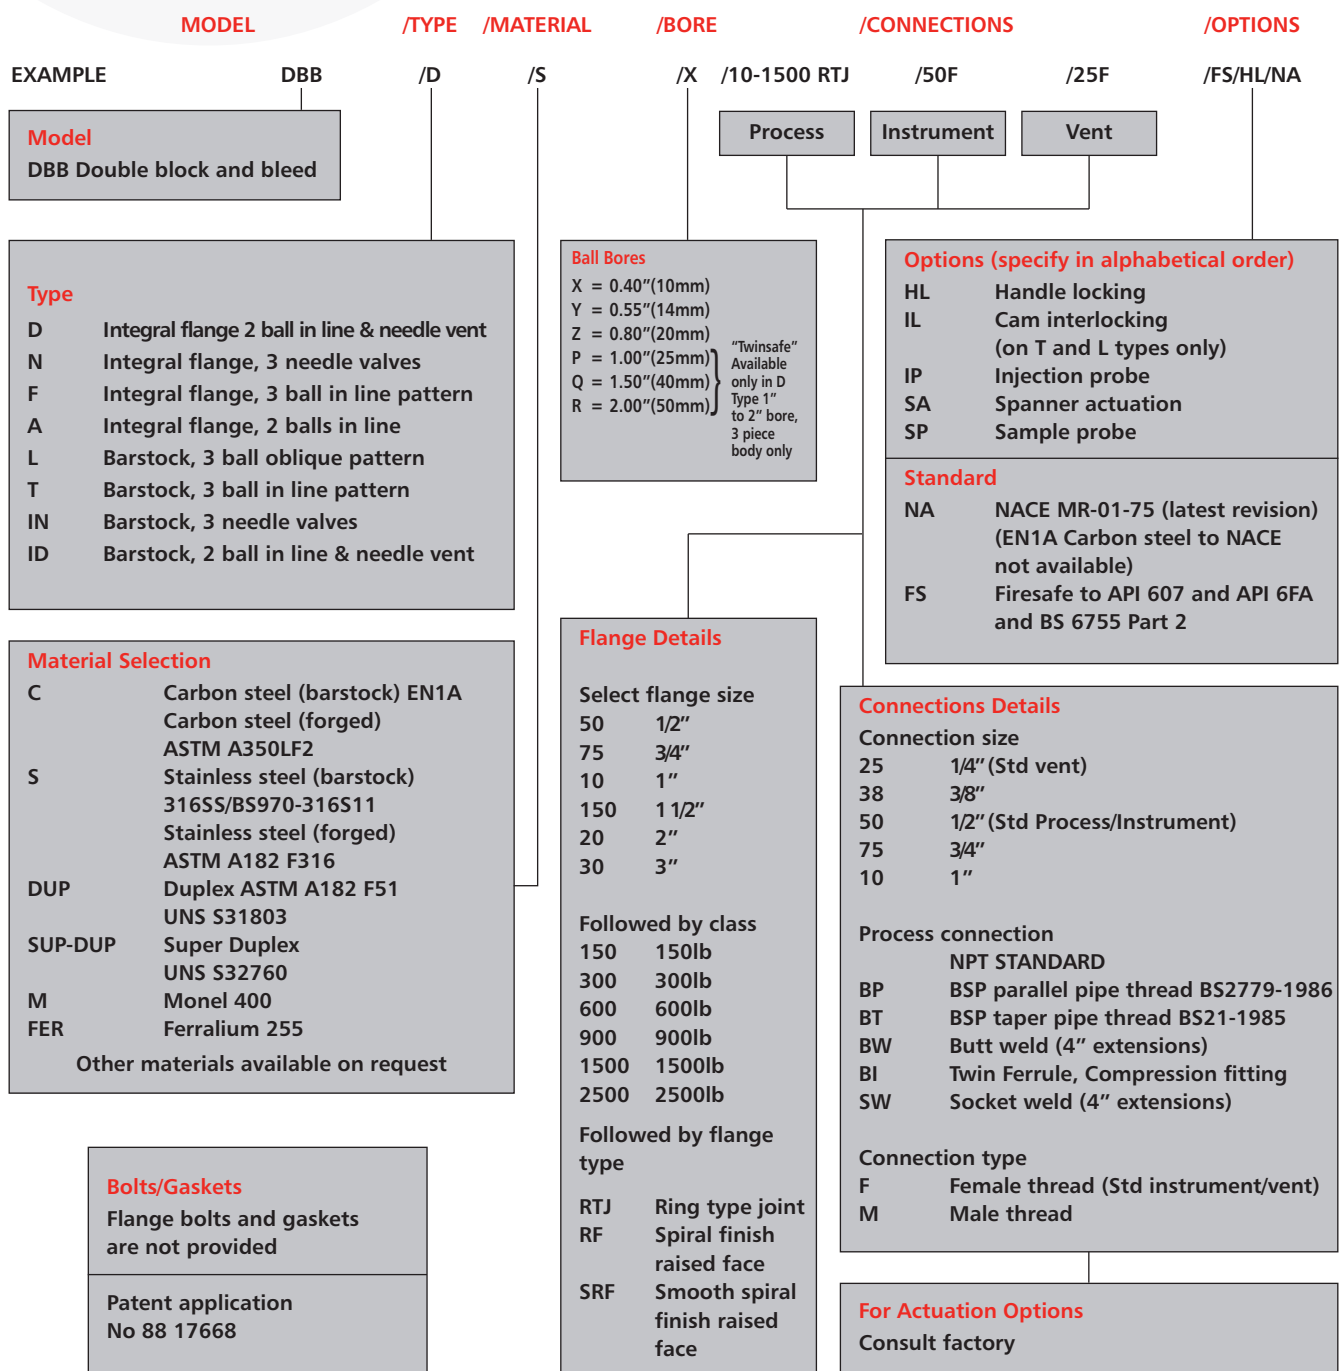 MODEL /TYPE /MATERIAL /BORE /CONNECTIONS /OPTIONS
EXAMPLE DBB /D /S /X /10-1500 RTJ /50F /25F /FS/HL/NA
Process Instrument Vent
Model
DBB Double block and bleed
Type
D Integral flange 2 ball in line & needle vent
N Integral flange, 3 needle valves
F Integral flange, 3 ball in line pattern
A Integral flange, 2 balls in line
L Barstock, 3 ball oblique pattern
T Barstock, 3 ball in line pattern
IN Barstock, 3 needle valves
ID Barstock, 2 ball in line & needle vent
Ball Bores
X = 0.40"(10mm)
Y = 0.55"(14mm)
Z = 0.80"(20mm)
P = 1.00"(25mm)
Q = 1.50"(40mm)
R = 2.00"(50mm)
"Twinsafe"
Available
only in D
Type 1"
to 2" bore,
3 piece
body only
Options (specify in alphabetical order)
HL Handle locking
IL Cam interlocking
(on T and L types only)
IP Injection probe
SA Spanner actuation
SP Sample probe
Standard
NA NACE MR-01-75 (latest revision)
(EN1A Carbon steel to NACE
not available)
FS Firesafe to API 607 and API 6FA
and BS 6755 Part 2
Material Selection
C Carbon steel (barstock) EN1A
Carbon steel (forged)
ASTM A350LF2
S Stainless steel (barstock)
316SS/BS970-316S11
Stainless steel (forged)
ASTM A182 F316
DUP Duplex ASTM A182 F51
UNS S31803
SUP-DUP Super Duplex
UNS S32760
M Monel 400
FER Ferralium 255
Other materials available on request
Flange Details
Select flange size
50 1/2"
75 3/4"
10 1"
150 1 1/2"
20 2"
30 3"
Followed by class
150 150lb
300 300lb
600 600lb
900 900lb
1500 1500lb
2500 2500lb
Followed by flange
type
RTJ Ring type joint
RF Spiral finish
raised face
SRF Smooth spiral
finish raised
face
Connections Details
Connection size
25 1/4" (Std vent)
38 3/8"
50 1/2" (Std Process/Instrument)
75 3/4"
10 1"
Process connection
NPT STANDARD
BP BSP parallel pipe thread BS2779-1986
BT BSP taper pipe thread BS21-1985
BW Butt weld (4" extensions)
BI Twin Ferrule, Compression fitting
SW Socket weld (4" extensions)
Connection type
F Female thread (Std instrument/vent)
M Male thread
Bolts/Gaskets
Flange bolts and gaskets
are not provided
Patent application
No 88 17668
For Actuation Options
Consult factory